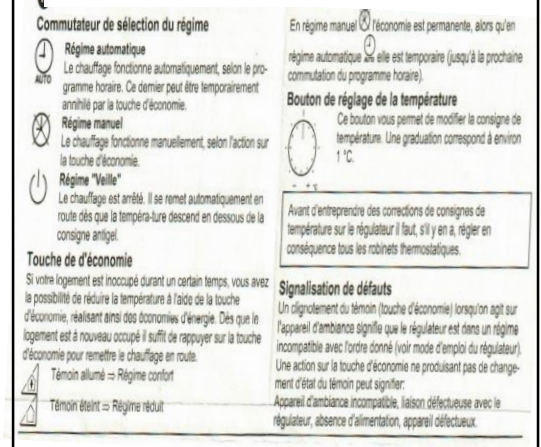 Commutateur de sélection du régime
Régime automatique
AUTO
Le chauffage fonctionne automatiquement, selon le pro-
gramme horaire. Ce dernier peut être temporairement
annihilé par la touche d'économie.
Régime manuel
Le chauffage fonctionne manuellement, selon l'action sur
la touche d'économie.
Régime "Veille"
Le chauffage est arrêté. Il se remet automatiquement en
route dès que la tempéra-ture descend en dessous de la
consigne antigel.
Touche de d'économie
Si votre logement est inoccupé durant un certain temps, vous avez
la possibilité de réduire la température à l'aide de la touche
d'économie, réalisant ainsi des économies d'énergie. Dès que le
logement est à nouveau occupé il suffit de rappuyer sur la touche
d'économie pour remettre le chauffage en route.
Témoin allumé ⇒ Régime confort
Témoin éteint ⇒ Régime réduit
En régime manuel l'économie est permanente, alors qu'en
régime automatique elle est temporaire (jusqu'à la prochaine
commutation du programme horaire).
Bouton de réglage de la température
Ce bouton vous permet de modifier la consigne de
température. Une graduation correspond à environ
1 °C.
- + °c
Avant d'entreprendre des corrections de consignes de
température sur le régulateur il faut, s'il y en a, régler en
conséquence tous les robinets thermostatiques.
Signalisation de défauts
Un clignotement du témoin (touche d'économie) lorsqu'on agit sur
l'appareil d'ambiance signifie que le régulateur est dans un régime
incompatible avec l'ordre donné (voir mode d'emploi du régulateur).
Une action sur la touche d'économie ne produisant pas de change-
ment d'état du témoin peut signifier:
Appareil d'ambiance incompatible, liaison défectueuse avec le
régulateur, absence d'alimentation, appareil défectueux.